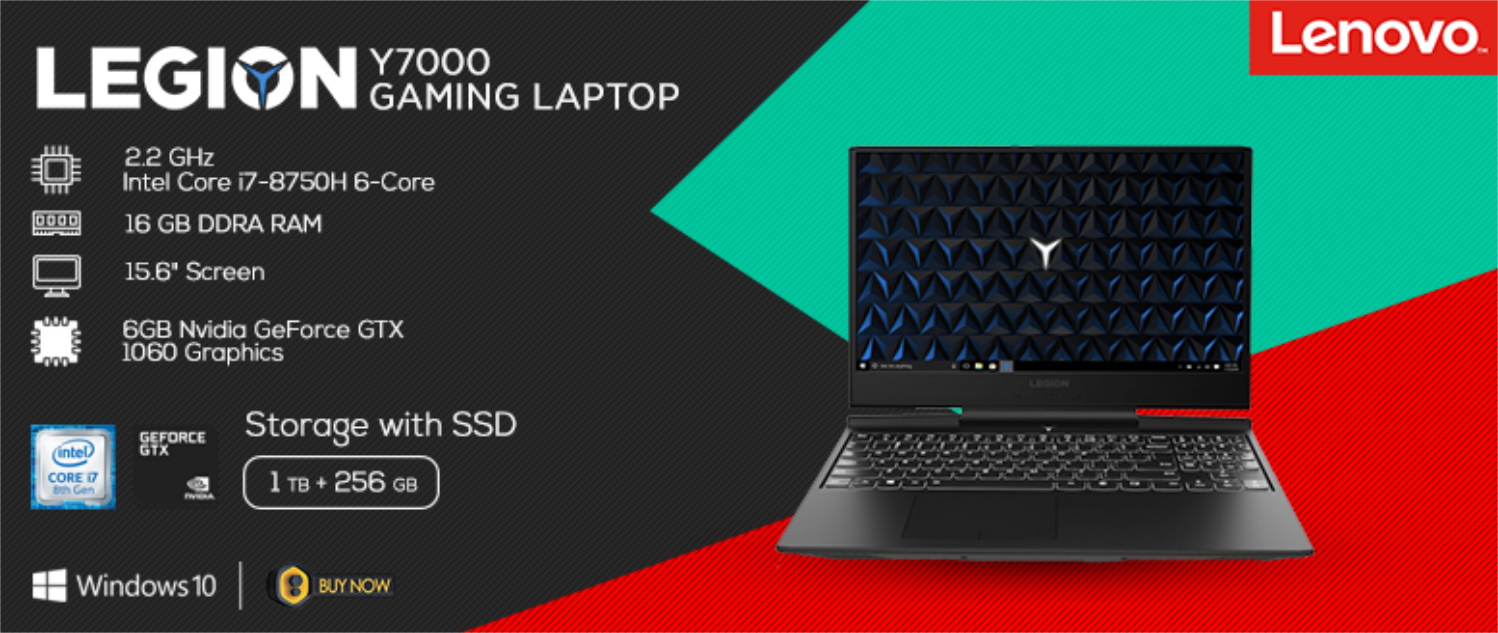 LEGION Y7000
GAMING LAPTOP
Lenovo
2.2 GHz
Intel Core i7-8750H 6-Core
16 GB DDRA RAM
15.6" Screen
6GB Nvidia GeForce GTX
1060 Graphics
LEGION
Storage with SSD
1 TB + 256 GB
intel
CORE i7
8th Gen
GEFORCE
GTX
NVIDIA
Windows 10
BUY NOW